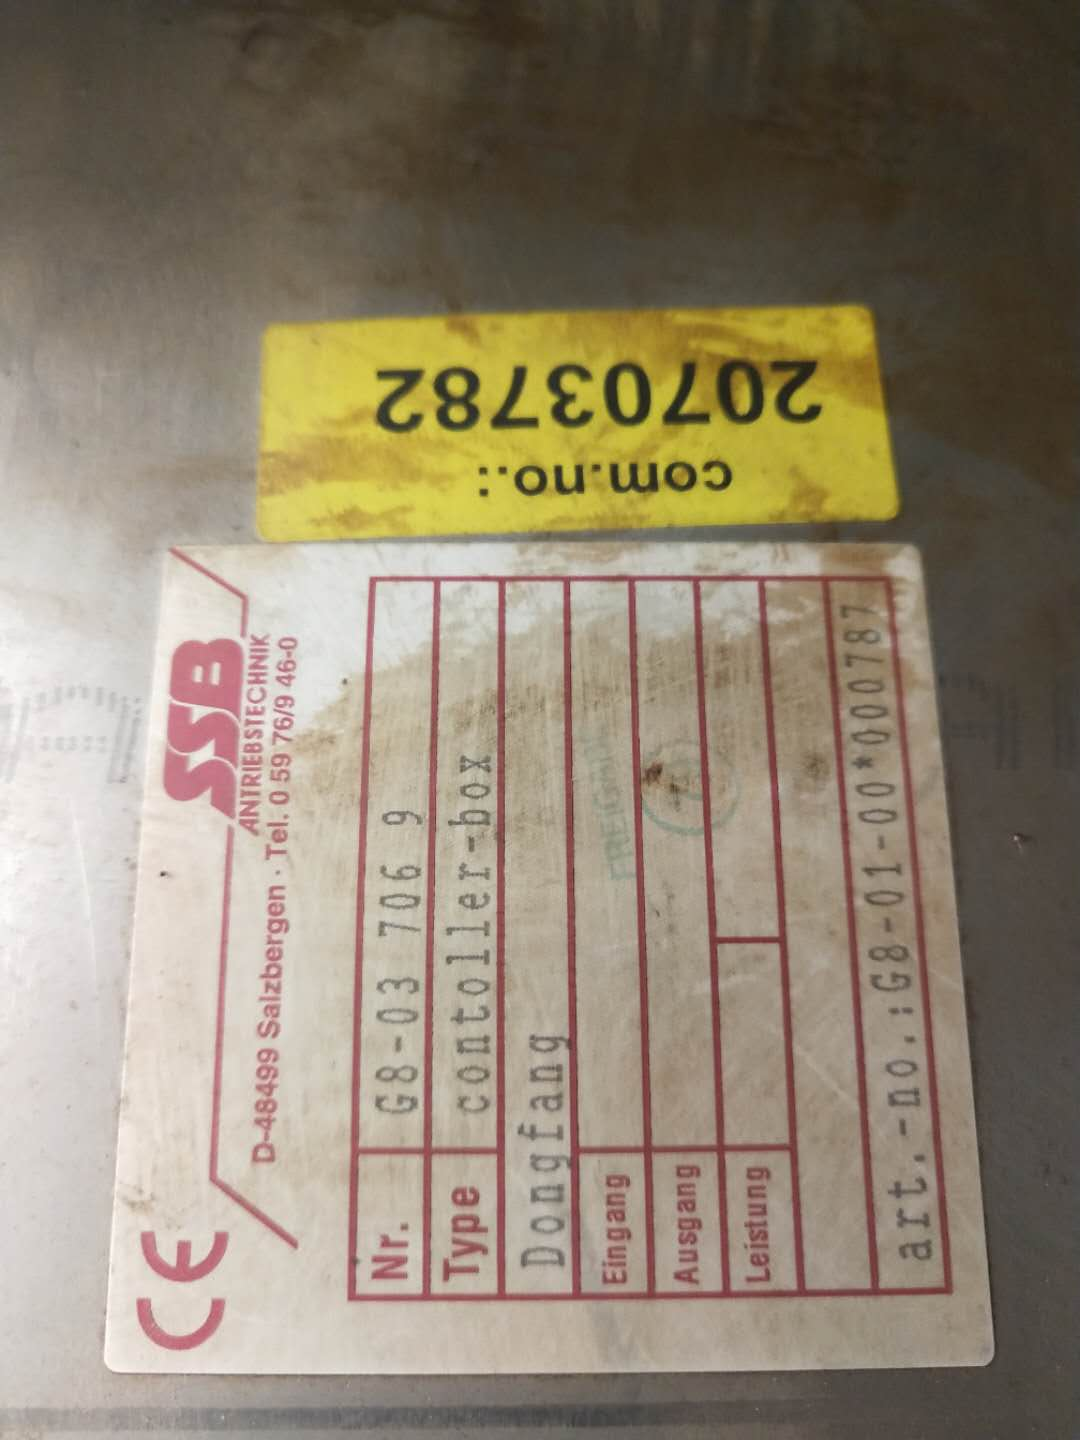 com.no.:
20703782
CE
SSB
ANTRIEBSTECHNIK
D-48499 Salzbergen · Tel. 0 59 76/9 46-0
Nr. G8-03 706 9
Type contoller-box
Dongfang
Eingang
Ausgang
Leistung
art.-no.:G8-01-00*000787